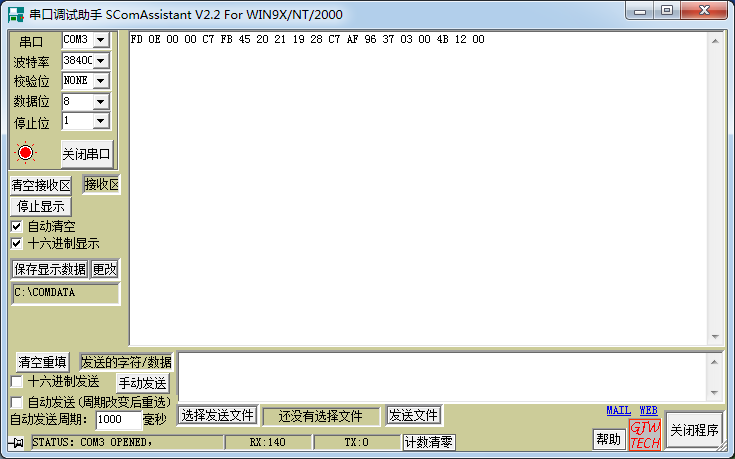 串口调试助手 SComAssistant V2.2 For WIN9X/NT/2000
串口 COM3
波特率 38400
校验位 NONE
数据位 8
停止位 1
关闭串口
清空接收区 接收区
停止显示
自动清空
十六进制显示
保存显示数据 更改
C:\COMDATA
FD 0E 00 00 C7 FB 45 20 21 19 28 C7 AF 96 37 03 00 4B 12 00
清空重填 发送的字符/数据
十六进制发送 手动发送
自动发送(周期改变后重选)
自动发送周期: 1000 毫秒
选择发送文件 还没有选择文件 发送文件
MAIL WEB
帮助 GJW TECH 关闭程序
STATUS: COM3 OPENED, RX:140 TX:0 计数清零